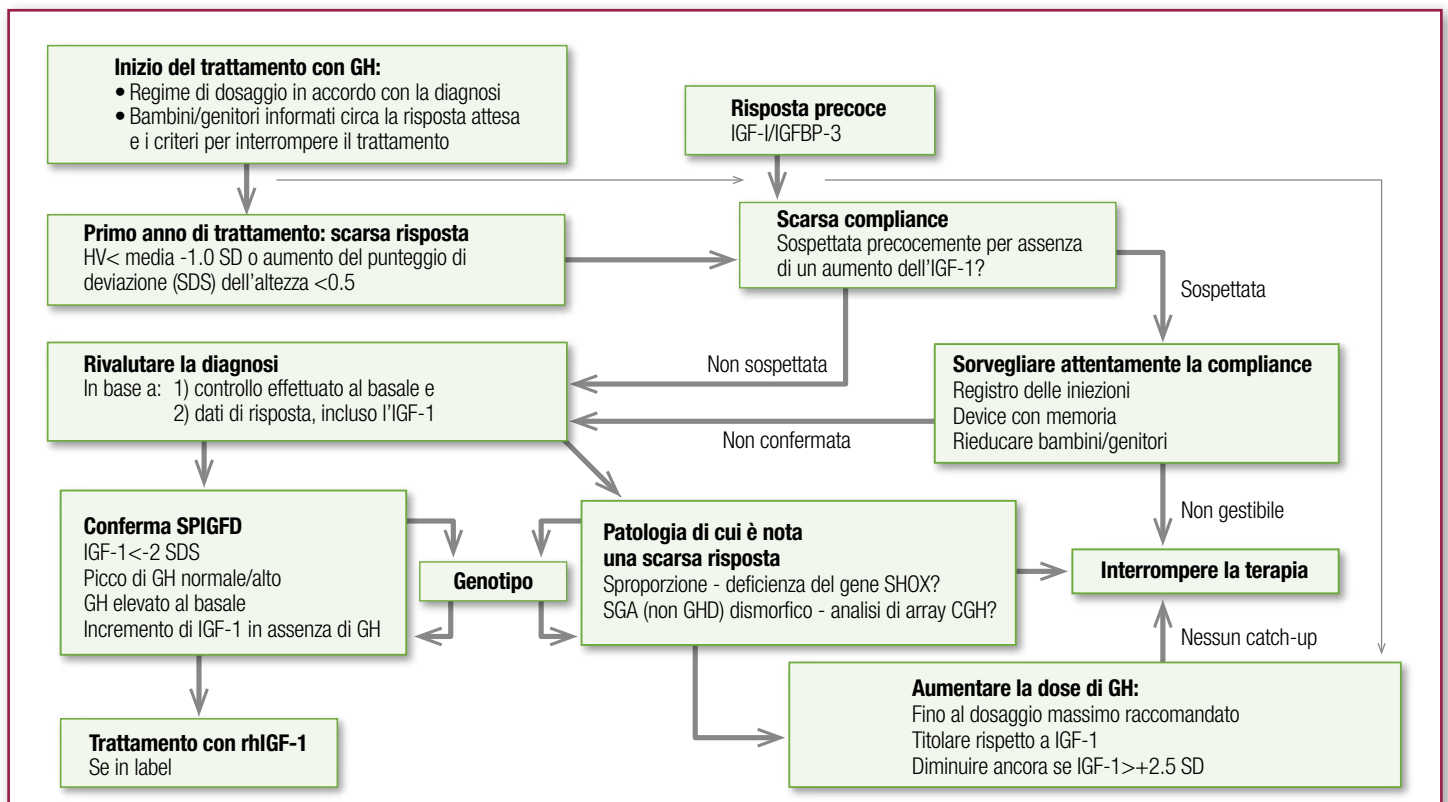 Inizio del trattamento con GH:
• Regime di dosaggio in accordo con la diagnosi
• Bambini/genitori informati circa la risposta attesa
e i criteri per interrompere il trattamento
Risposta precoce
IGF-I/IGFBP-3
Primo anno di trattamento: scarsa risposta
HV< media -1.0 SD o aumento del punteggio di
deviazione (SDS) dell'altezza <0.5
Scarsa compliance
Sospettata precocemente per assenza
di un aumento dell'IGF-1?
Sospettata
Non sospettata
Rivalutare la diagnosi
In base a: 1) controllo effettuato al basale e
2) dati di risposta, incluso l'IGF-1
Sorvegliare attentamente la compliance
Registro delle iniezioni
Device con memoria
Rieducare bambini/genitori
Non confermata
Non gestibile
Conferma SPIGFD
IGF-1<-2 SDS
Picco di GH normale/alto
GH elevato al basale
Incremento di IGF-1 in assenza di GH
Genotipo
Patologia di cui è nota
una scarsa risposta
Sproporzione - deficienza del gene SHOX?
SGA (non GHD) dismorfico - analisi di array CGH?
Interrompere la terapia
Nessun catch-up
Trattamento con rhIGF-1
Se in label
Aumentare la dose di GH:
Fino al dosaggio massimo raccomandato
Titolare rispetto a IGF-1
Diminuire ancora se IGF-1>+2.5 SD